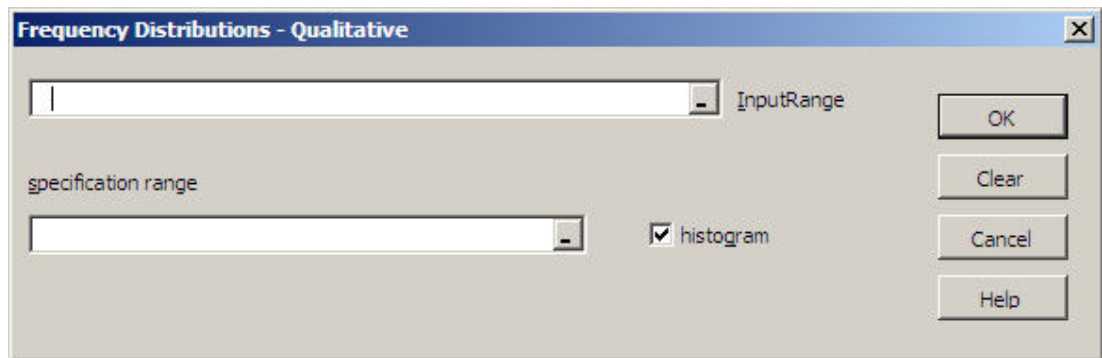 Frequency Distributions - Qualitative
InputRange
OK
specification range
Clear
histogram
Cancel
Help